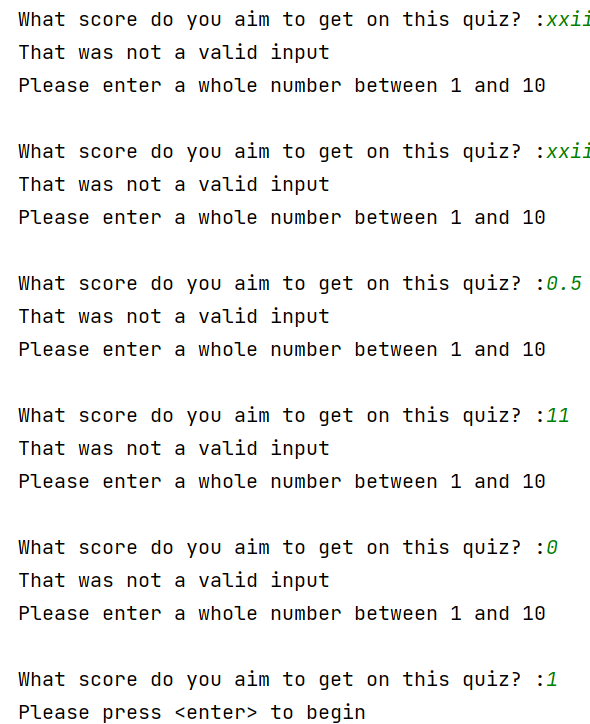 What score do you aim to get on this quiz? :xxii
That was not a valid input
Please enter a whole number between 1 and 10
What score do you aim to get on this quiz? :xxii
That was not a valid input
Please enter a whole number between 1 and 10
What score do you aim to get on this quiz? :0.5
That was not a valid input
Please enter a whole number between 1 and 10
What score do you aim to get on this quiz? :11
That was not a valid input
Please enter a whole number between 1 and 10
What score do you aim to get on this quiz? :0
That was not a valid input
Please enter a whole number between 1 and 10
What score do you aim to get on this quiz? :1
Please press <enter> to begin